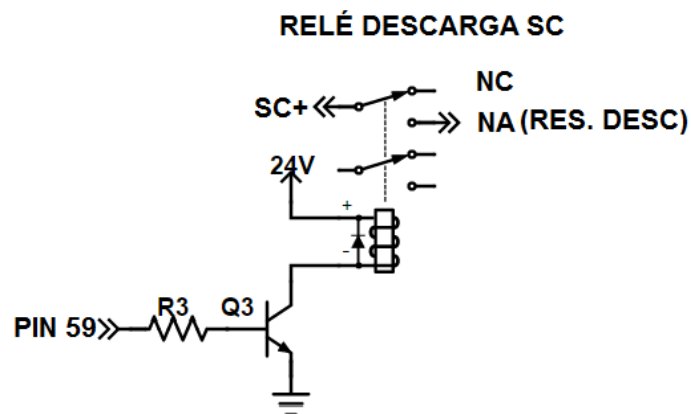 RELÉ DESCARGA SC
NC
SC+
NA (RES. DESC)
24V
+
-
R3
Q3
PIN 59